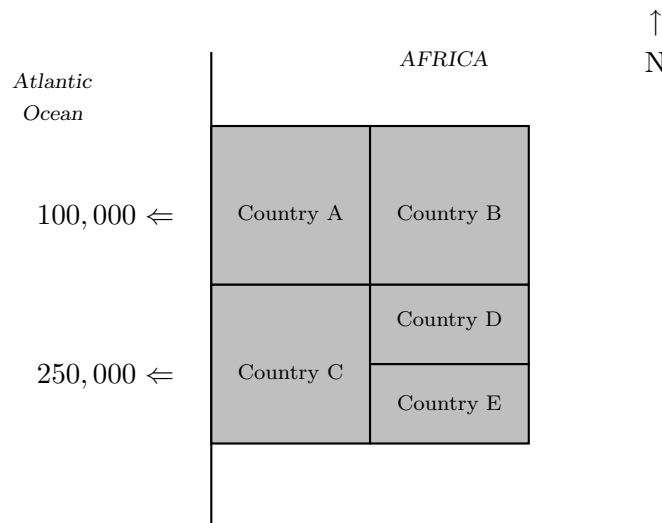 ↑
N
AFRICA
Atlantic
Ocean
100,000 ⇐
Country A
Country B
Country D
250,000 ⇐
Country C
Country E